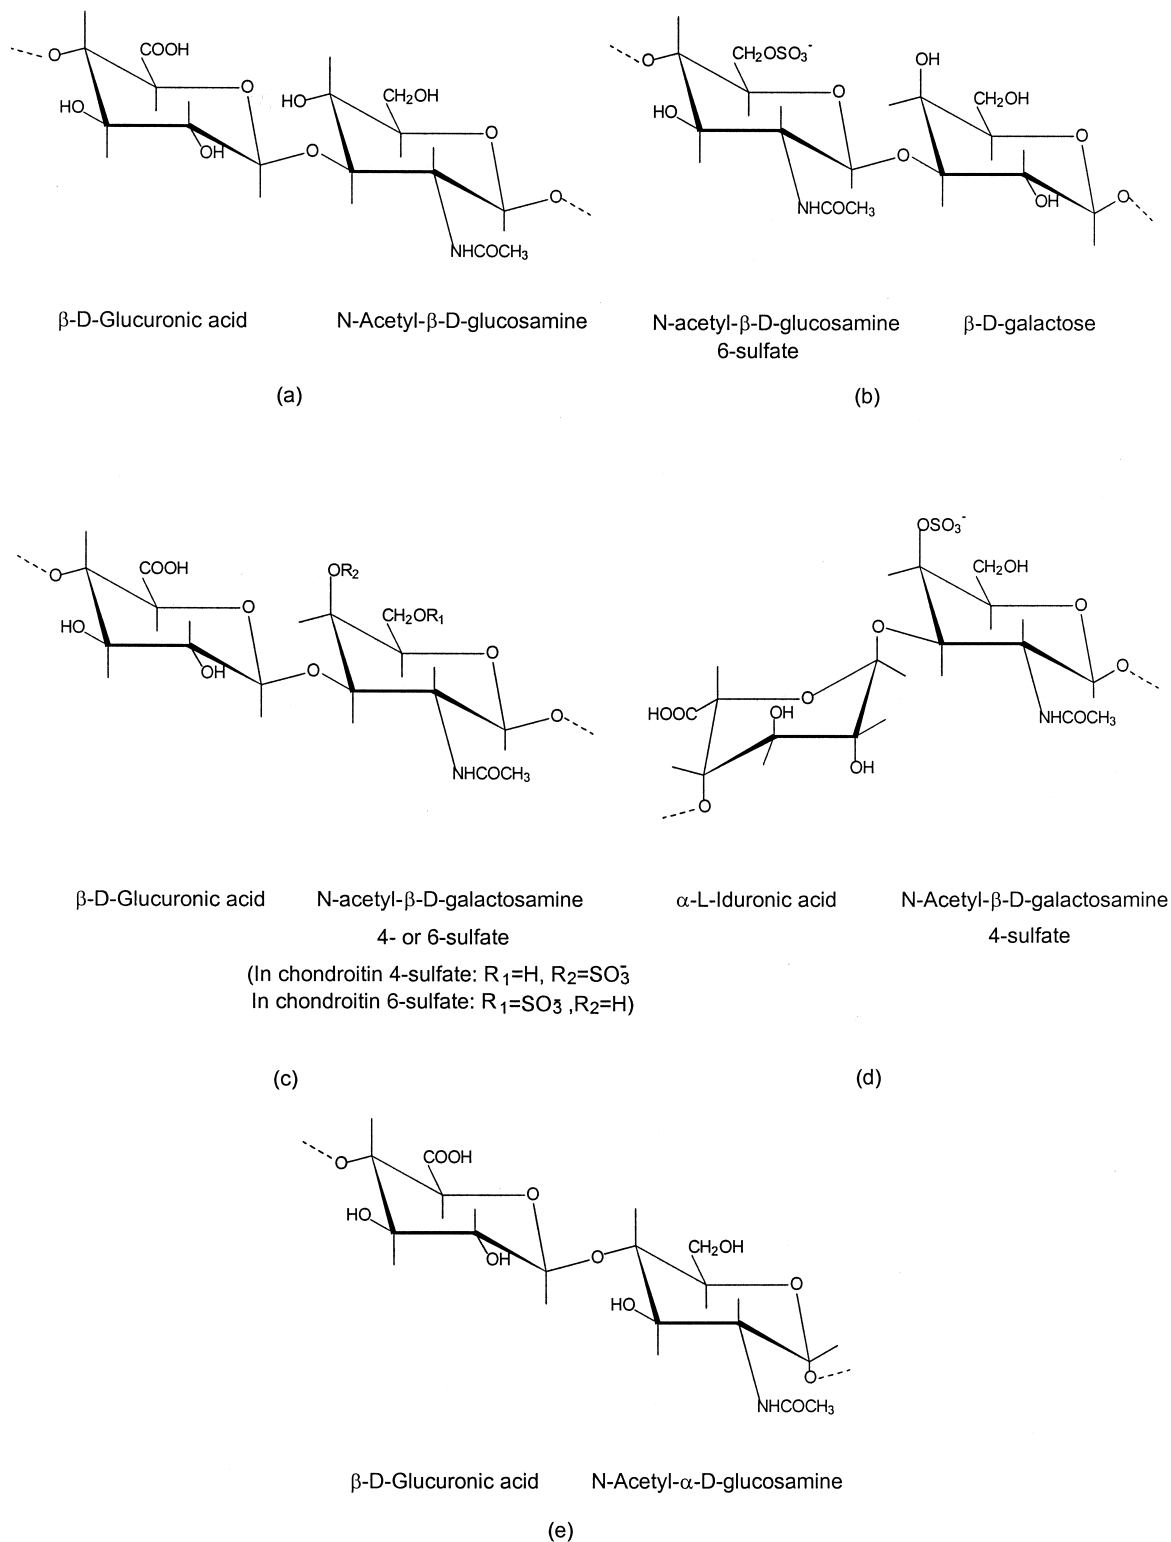 O COOH O HO OH HO CH₂OH O O NHCOCH₃ O
β-D-Glucuronic acid N-Acetyl-β-D-glucosamine
(a)
O CH₂OSO₃⁻ O HO NHCOCH₃ O OH CH₂OH O OH O
N-acetyl-β-D-glucosamine β-D-galactose
6-sulfate
(b)
O COOH O HO OH O OR₂ CH₂OR₁ O NHCOCH₃ O
β-D-Glucuronic acid N-acetyl-β-D-galactosamine
4- or 6-sulfate
(In chondroitin 4-sulfate: R₁=H, R₂=SO₃⁻
In chondroitin 6-sulfate: R₁=SO₃⁻ ,R₂=H)
(c)
OSO₃⁻ CH₂OH O O O NHCOCH₃ HOOC O OH OH O
α-L-Iduronic acid N-Acetyl-β-D-galactosamine
4-sulfate
(d)
O COOH O HO OH O CH₂OH O HO O NHCOCH₃
β-D-Glucuronic acid N-Acetyl-α-D-glucosamine
(e)